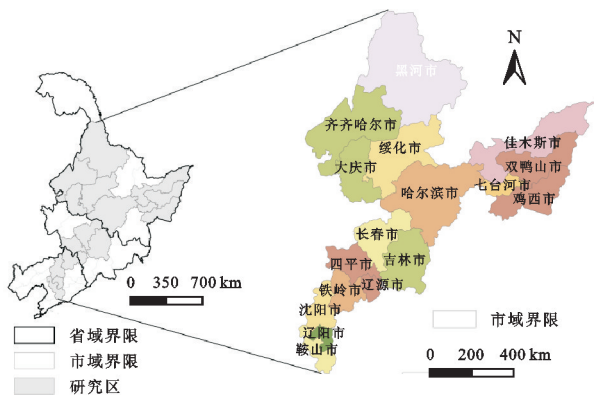 N
黑河市
齐齐哈尔市
绥化市
佳木斯市
双鸭山市
大庆市
七台河市
哈尔滨市
鸡西市
长春市
吉林市
四平市
铁岭市
辽源市
沈阳市
辽阳市
鞍山市
0 350 700 km
省域界限
市域界限
研究区
市域界限
0 200 400 km